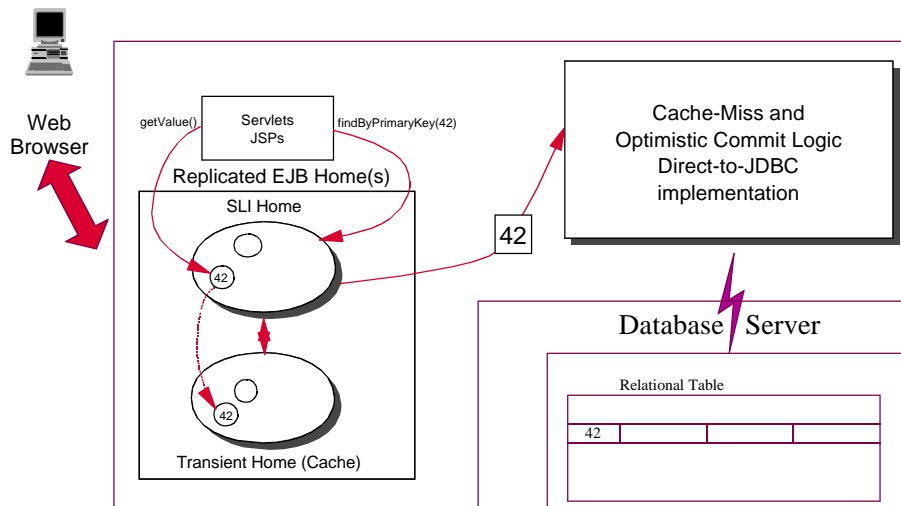 Web
Browser
getValue()
Servlets
JSPs
findByPrimaryKey(42)
Replicated EJB Home(s)
SLI Home
42
42
Transient Home (Cache)
42
Cache-Miss and
Optimistic Commit Logic
Direct-to-JDBC
implementation
Database Server
Relational Table
42